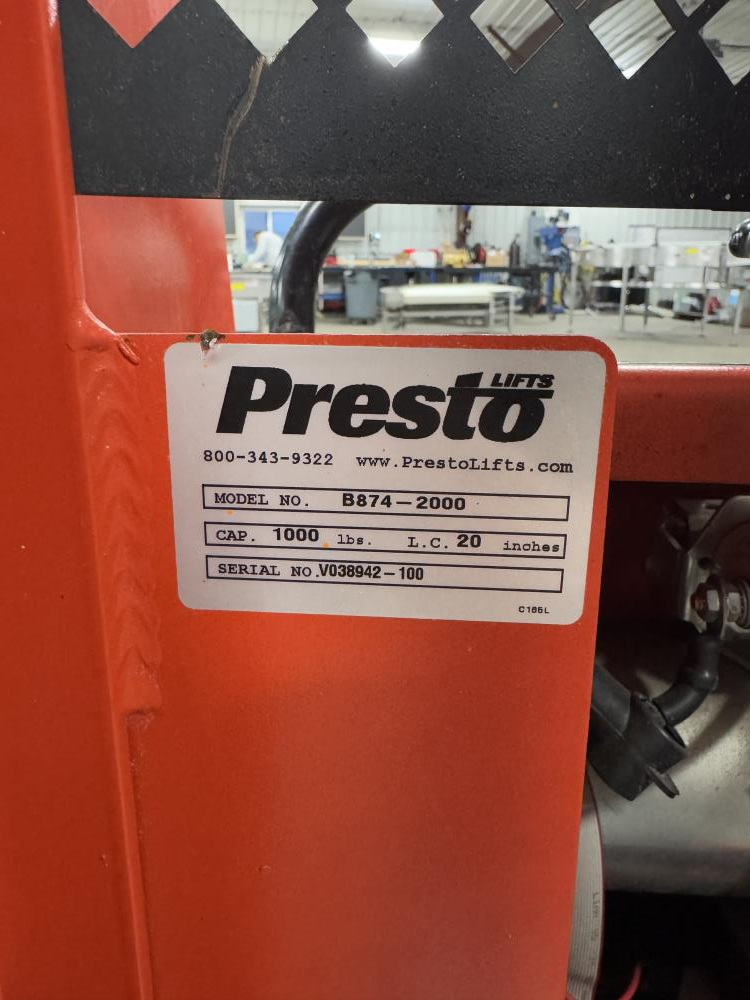 Presto LIFTS
800-343-9322 www.PrestoLifts.com
MODEL NO. B874-2000
CAP. 1000 lbs. L.C. 20 inches
SERIAL NO. V038942-100
C186L